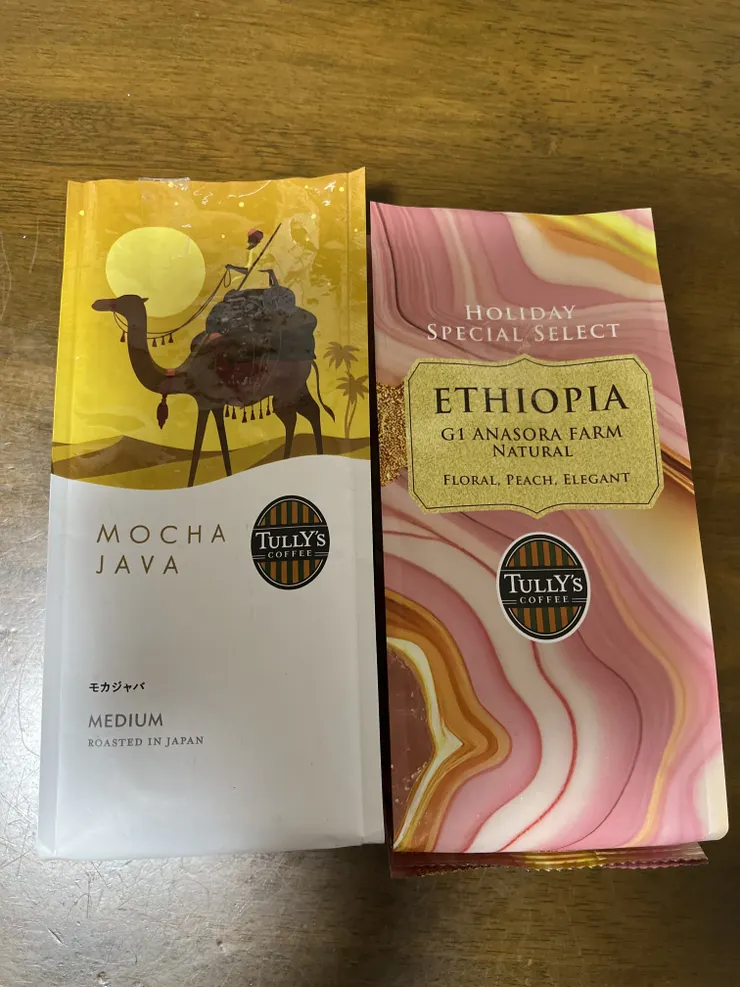 MOCHA
JAVA
TULLY'S
COFFEE
モカジャバ
MEDIUM
ROASTED IN JAPAN
HOLIDAY
SPECIAL SELECT
ETHIOPIA
G1 ANASORA FARM
NATURAL
FLORAL, PEACH, ELEGANT
TULLY'S
COFFEE